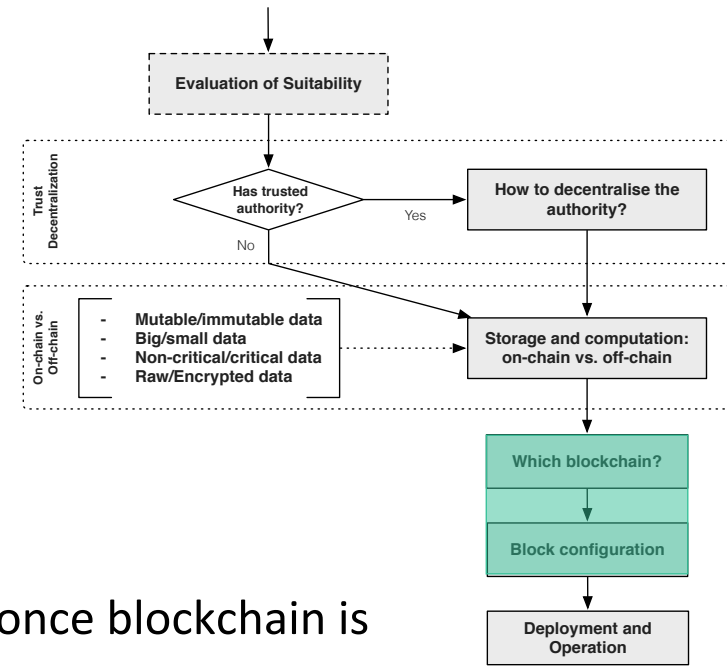 Evaluation of Suitability
Trust
Decentralization
Has trusted
authority?
Yes
No
How to decentralise the
authority?
On-chain vs.
Off-chain
- Mutable/immutable data
- Big/small data
- Non-critical/critical data
- Raw/Encrypted data
Storage and computation:
on-chain vs. off-chain
Which blockchain?
Block configuration
once blockchain is
Deployment and
Operation